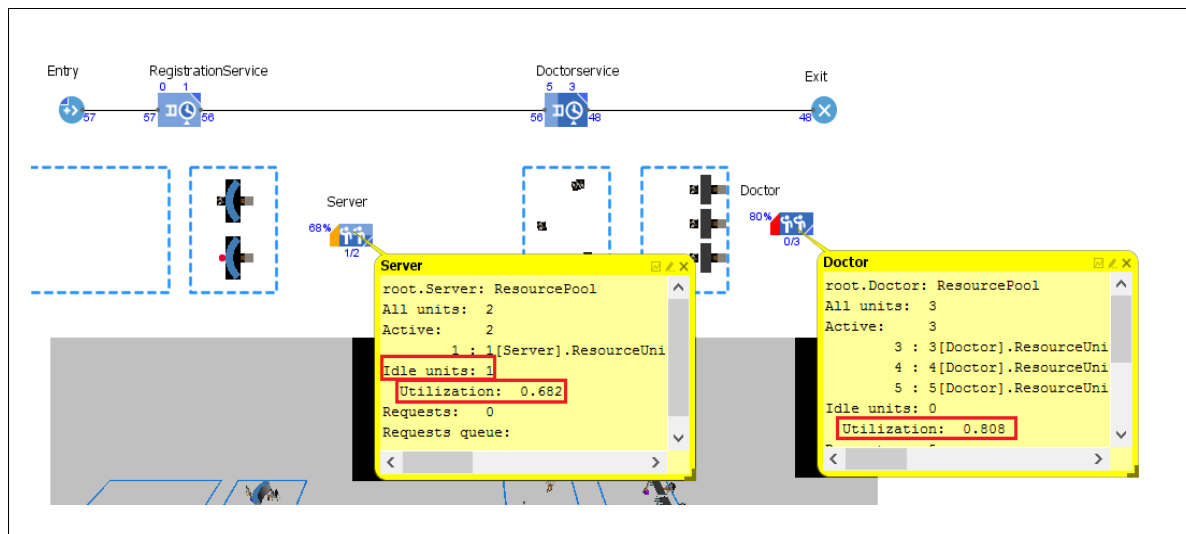 Entry
RegistrationService
Doctorservice
Exit
0 1
5 3
57
57
56
56
48
48
Server
68%
1/2
Doctor
80%
0/3
Server
root.Server: ResourcePool
All units: 2
Active: 2
1 : 1[Server].ResourceUni
Idle units: 1
Utilization: 0.682
Requests: 0
Requests queue:
Doctor
root.Doctor: ResourcePool
All units: 3
Active: 3
3 : 3[Doctor].ResourceUni
4 : 4[Doctor].ResourceUni
5 : 5[Doctor].ResourceUni
Idle units: 0
Utilization: 0.808